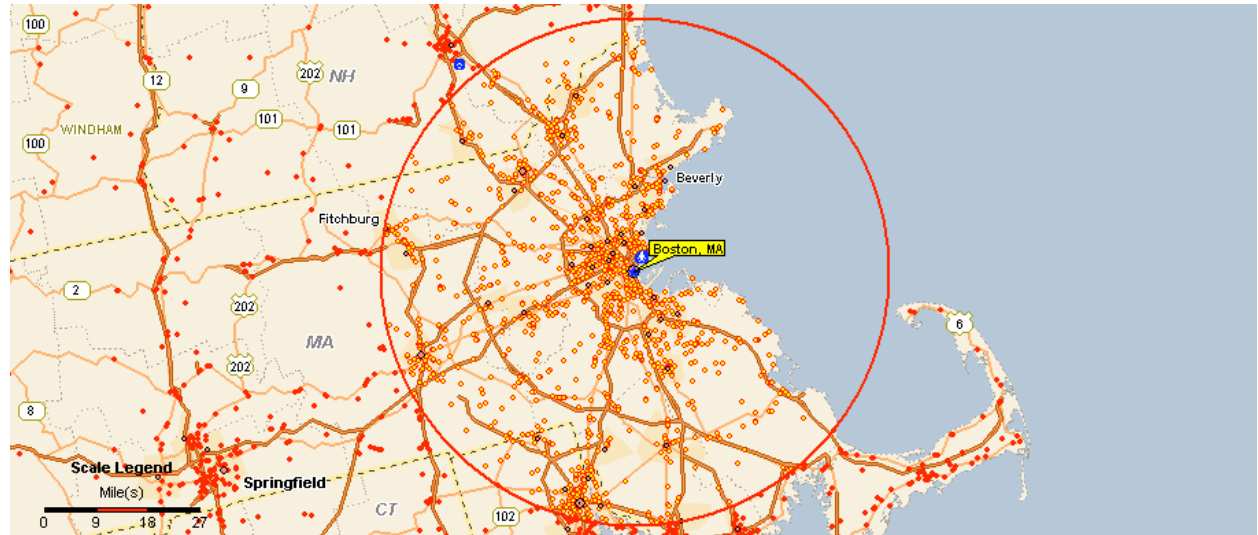 100
12
202
NH
9
101
101
WINDHAM
100
Beverly
Fitchburg
Boston, MA
2
202
6
MA
202
8
Scale Legend
Springfield
Mile(s)
0 9 18 27
CT
102